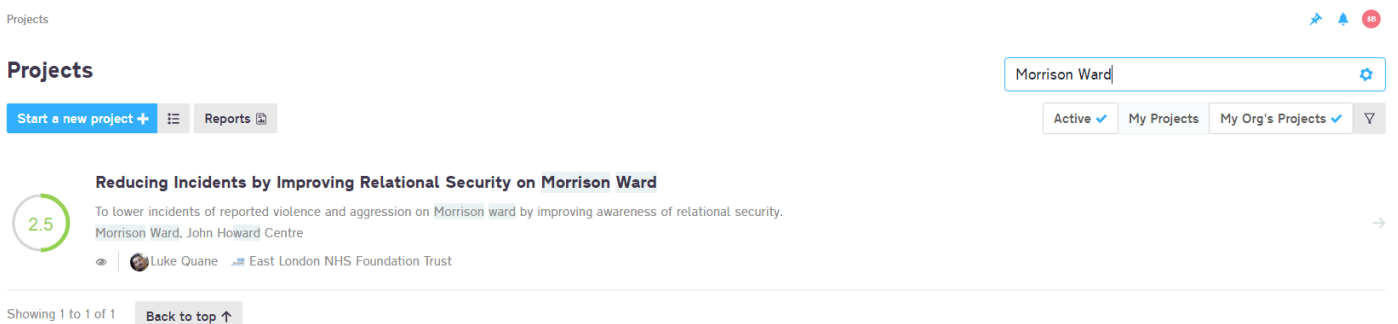 Projects
SB
Projects
Morrison Ward
Start a new project
Reports
Active
My Projects
My Org's Projects
Reducing Incidents by Improving Relational Security on Morrison Ward
2.5
To lower incidents of reported violence and aggression on Morrison ward by improving awareness of relational security.
Morrison Ward, John Howard Centre
Luke Quane East London NHS Foundation Trust
Showing 1 to 1 of 1
Back to top